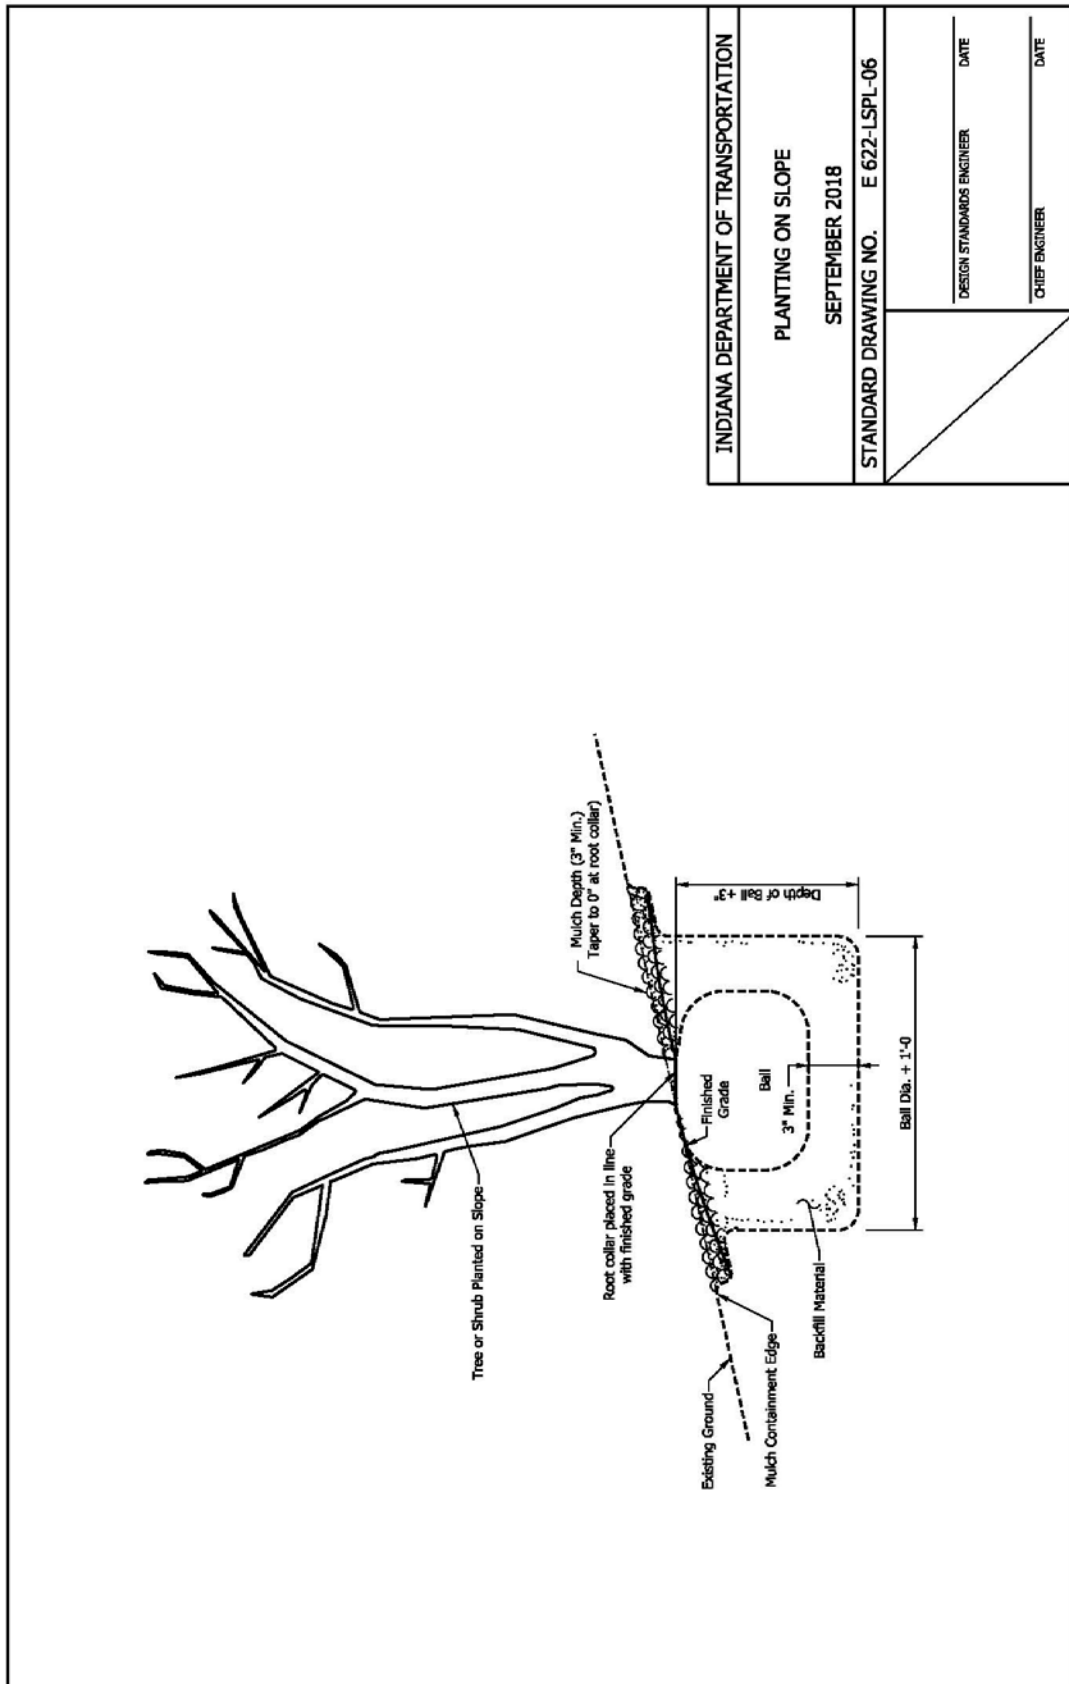 Tree or Shrub Planted on Slope
Mulch Depth (3" Min.)
Taper to 0" at root collar)
Root collar placed in line
with finished grade
Existing Ground
Finished
Grade
Mulch Containment Edge
Ball
3" Min.
Depth of Ball +3"
Backfill Material
Ball Dia. + 1'-0
INDIANA DEPARTMENT OF TRANSPORTATION
PLANTING ON SLOPE
SEPTEMBER 2018
STANDARD DRAWING NO. E 622-LSPL-06
DESIGN STANDARDS ENGINEER DATE
CHIEF ENGINEER DATE